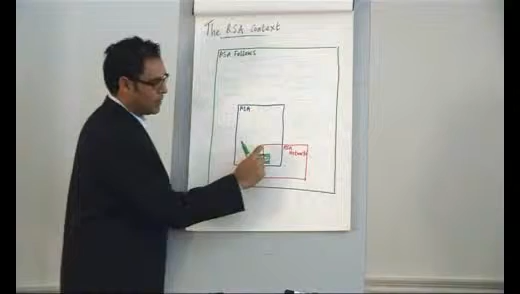 The RSA Context
RSA Fellows
RSA
RSA
Networks